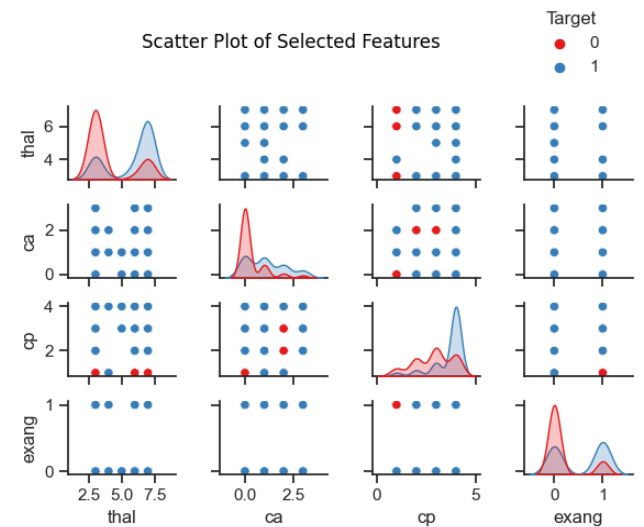 Target
Scatter Plot of Selected Features
0
1
thal
6
4
ca
2
0
cp
4
2
exang
1
0
2.5 5.0 7.5
0.0 2.5
0 5
0 1
thal
ca
cp
exang